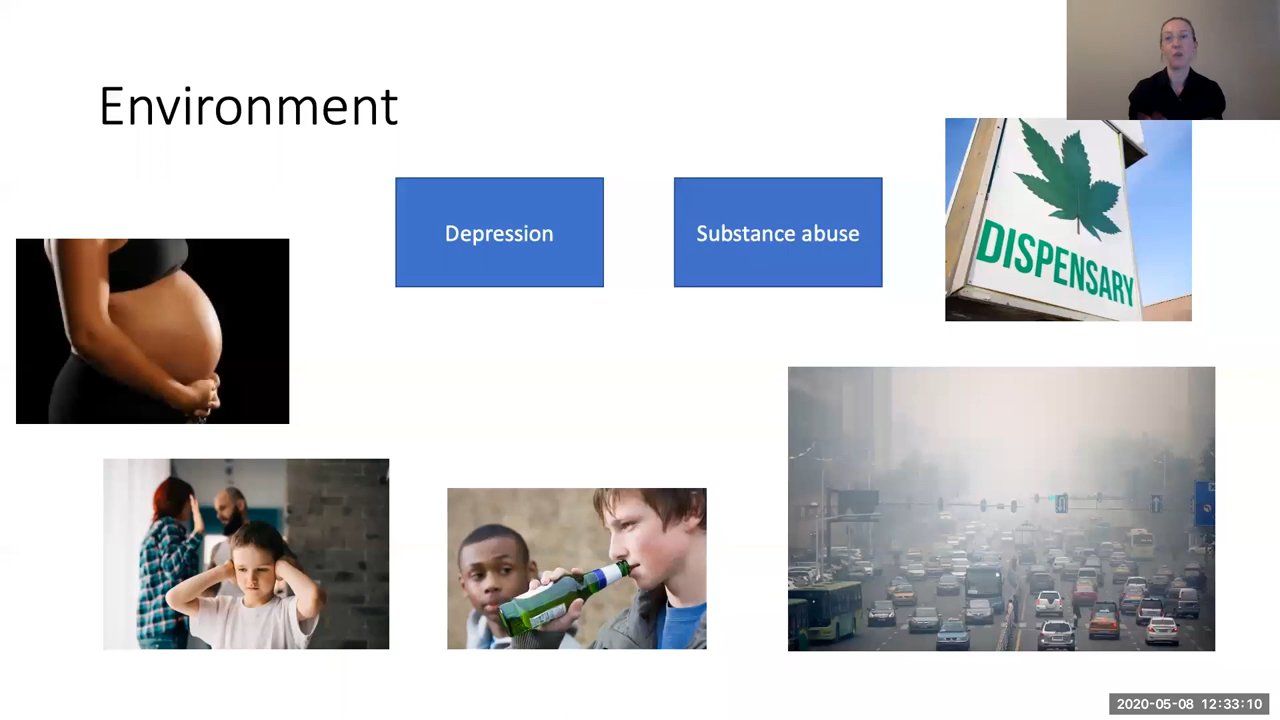 Environment
Depression
Substance abuse
DISPENSARY
2020-05-08 12:33:10